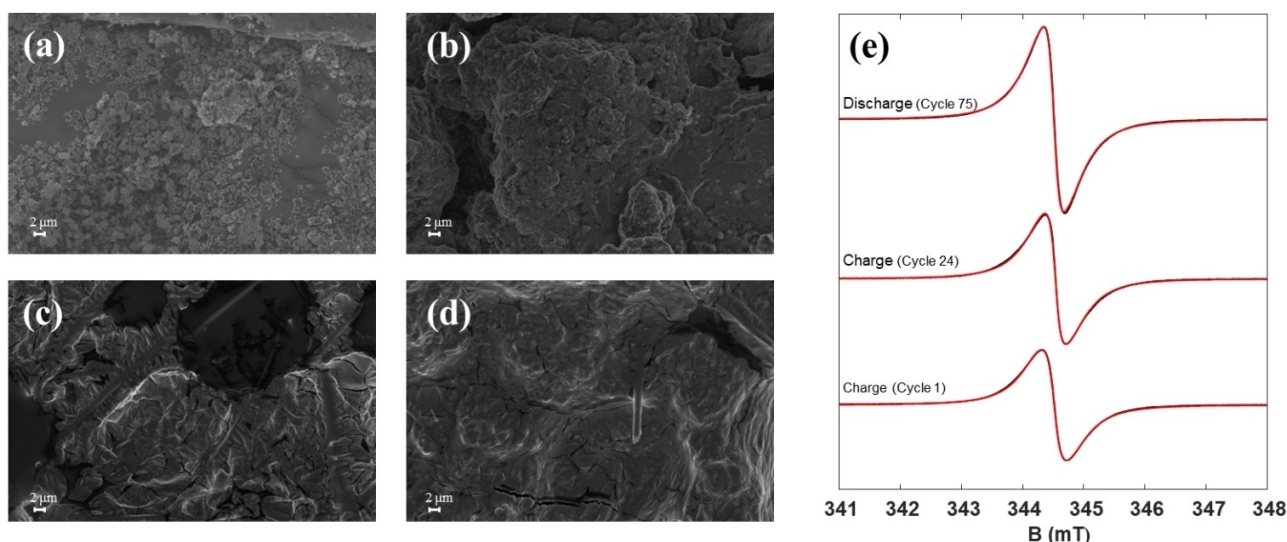 (a)
2 μm
(b)
2 μm
(c)
2 μm
(d)
2 μm
(e)
Discharge (Cycle 75)
Charge (Cycle 24)
Charge (Cycle 1)
341 342 343 344 345 346 347 348
B (mT)